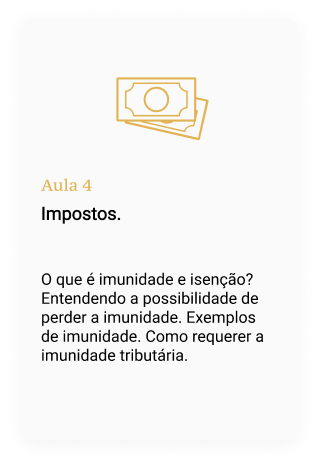 Aula 4
Impostos.
O que é imunidade e isenção?
Entendendo a possibilidade de
perder a imunidade. Exemplos
de imunidade. Como requerer a
imunidade tributária.